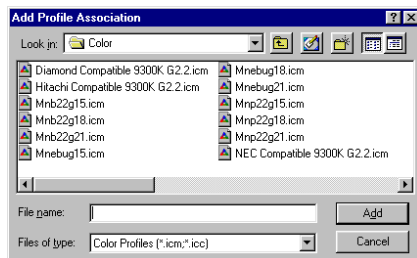 Add Profile Association
Look in: Color
Diamond Compatible 9300K G2.2.icm
Hitachi Compatible 9300K G2.2.icm
Mnb22g15.icm
Mnb22g18.icm
Mnb22g21.icm
Mnebug15.icm
Mnebug18.icm
Mnebug21.icm
Mnp22g15.icm
Mnp22g18.icm
Mnp22g21.icm
NEC Compatible 9300K G2.2.icm
File name:
Add
Files of type: Color Profiles (*.icm;*.icc)
Cancel